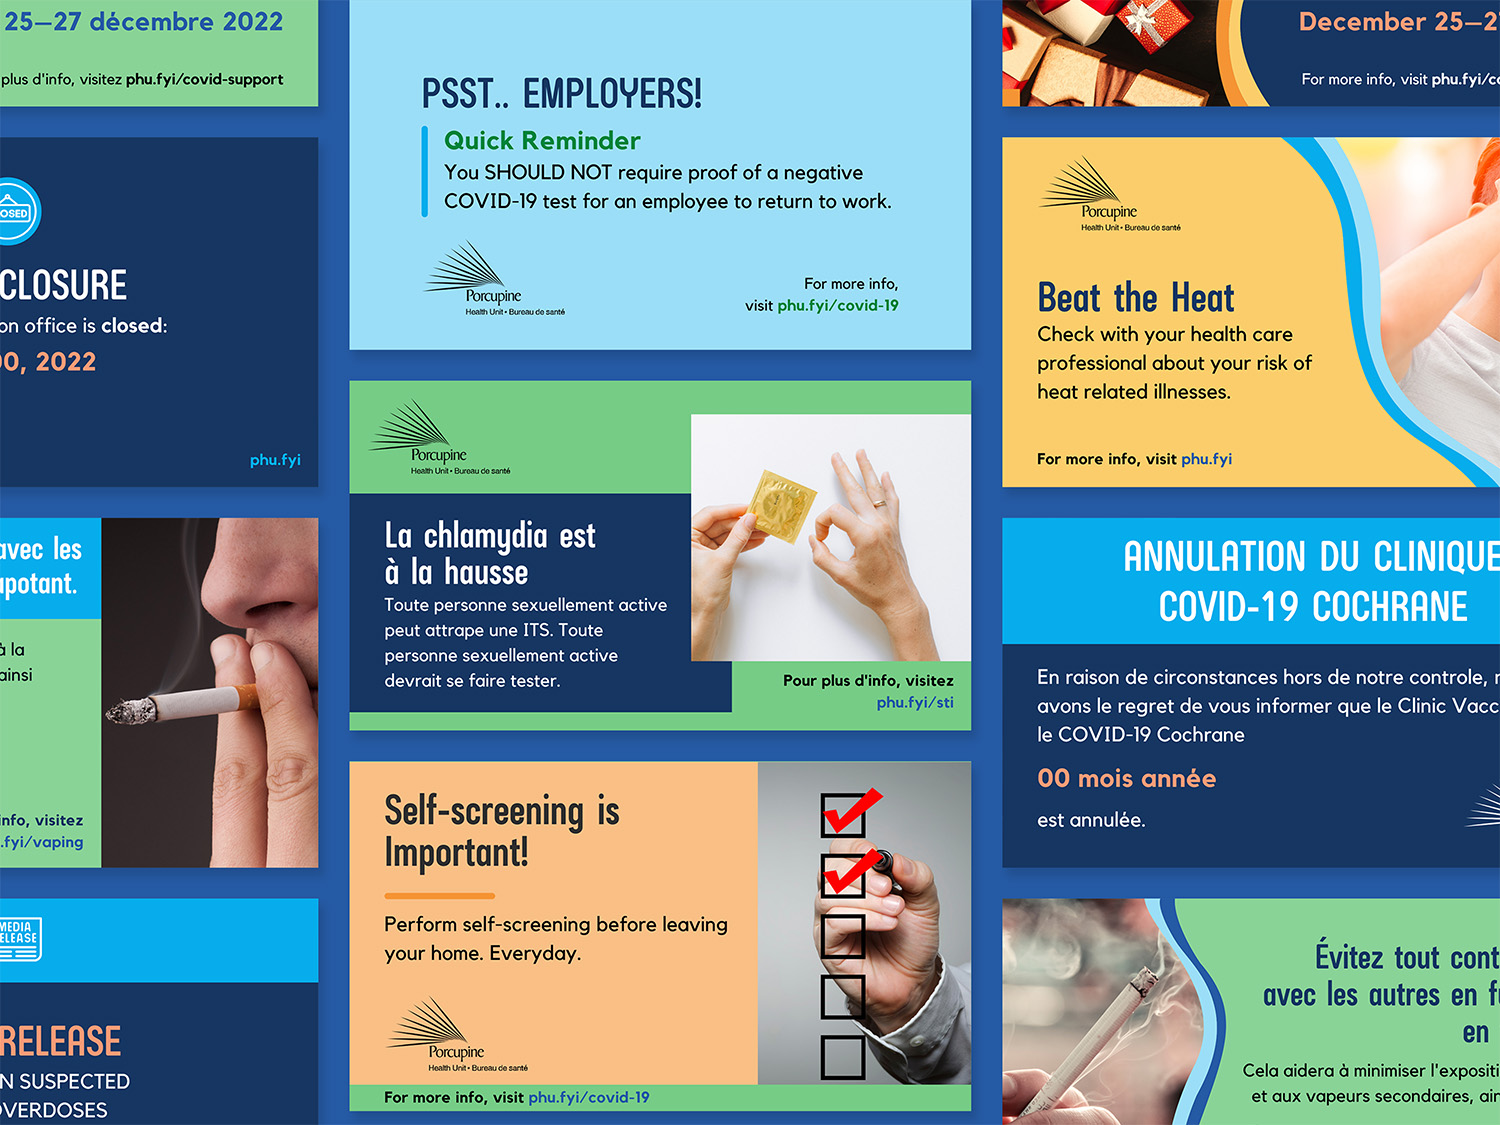 25—27 décembre 2022
plus d'info, visitez phu.fyi/covid-support
CLOSURE
on office is closed:
00, 2022
phu.fyi
avec les
apotant.
à la
ainsi
info, visitez
.fyi/vaping
MEDIA
RELEASE
RELEASE
N SUSPECTED
OVERDOSES
PSST.. EMPLOYERS!
Quick Reminder
You SHOULD NOT require proof of a negative
COVID-19 test for an employee to return to work.
Porcupine
Health Unit • Bureau de santé
For more info,
visit phu.fyi/covid-19
Porcupine
Health Unit • Bureau de santé
La chlamydia est
à la hausse
Toute personne sexuellement active
peut attrape une ITS. Toute
personne sexuellement active
devrait se faire tester.
Pour plus d'info, visitez
phu.fyi/sti
Self-screening is
Important!
Perform self-screening before leaving
your home. Everyday.
Porcupine
Health Unit • Bureau de santé
For more info, visit phu.fyi/covid-19
December 25—2
For more info, visit phu.fyi/co
Porcupine
Health Unit • Bureau de santé
Beat the Heat
Check with your health care
professional about your risk of
heat related illnesses.
For more info, visit phu.fyi
ANNULATION DU CLINIQUE
COVID-19 COCHRANE
En raison de circonstances hors de notre controle,
avons le regret de vous informer que le Clinic Vacc
le COVID-19 Cochrane
00 mois année
est annulée.
Évitez tout cont
avec les autres en fu
en
Cela aidera à minimiser l'expositi
et aux vapeurs secondaires, ain